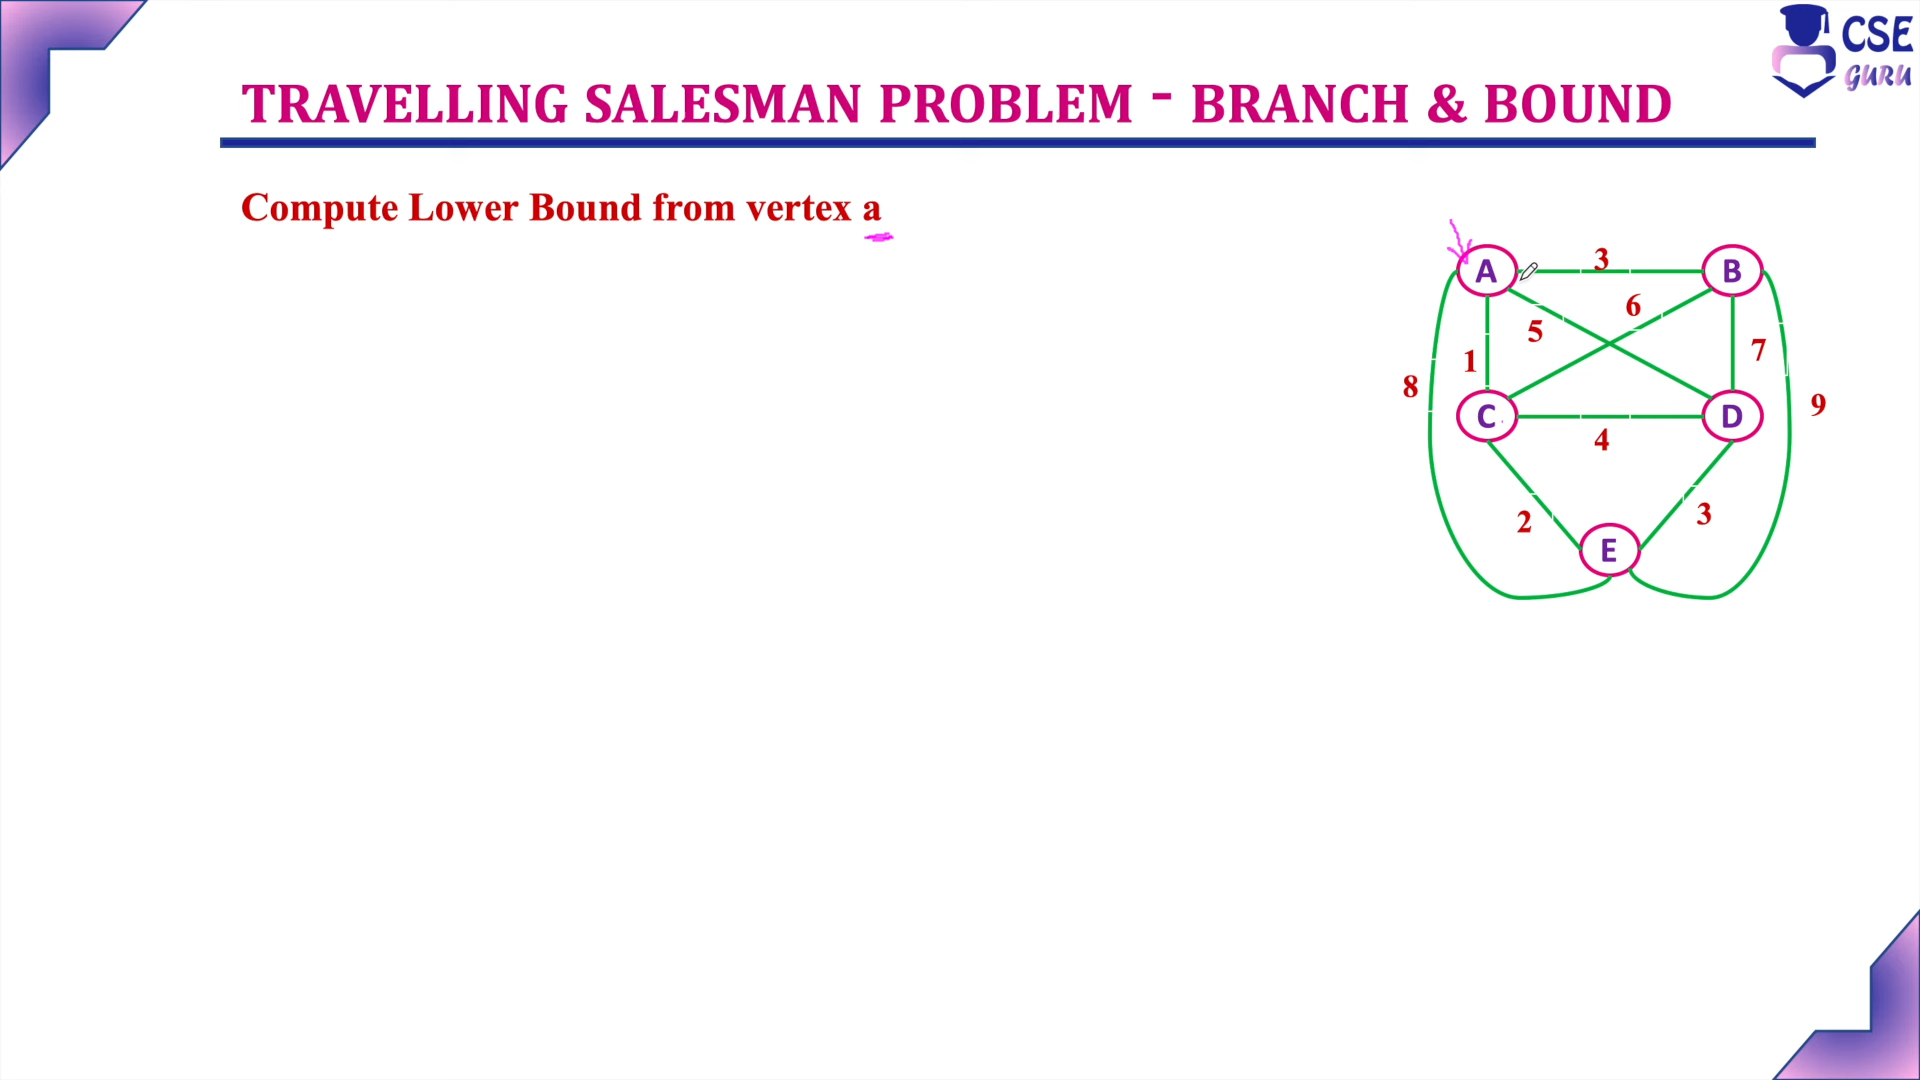 CSE
GURU
TRAVELLING SALESMAN PROBLEM - BRANCH & BOUND
Compute Lower Bound from vertex a
A 3 B
6
5
1 7
8
9
C D
4
2 3
E